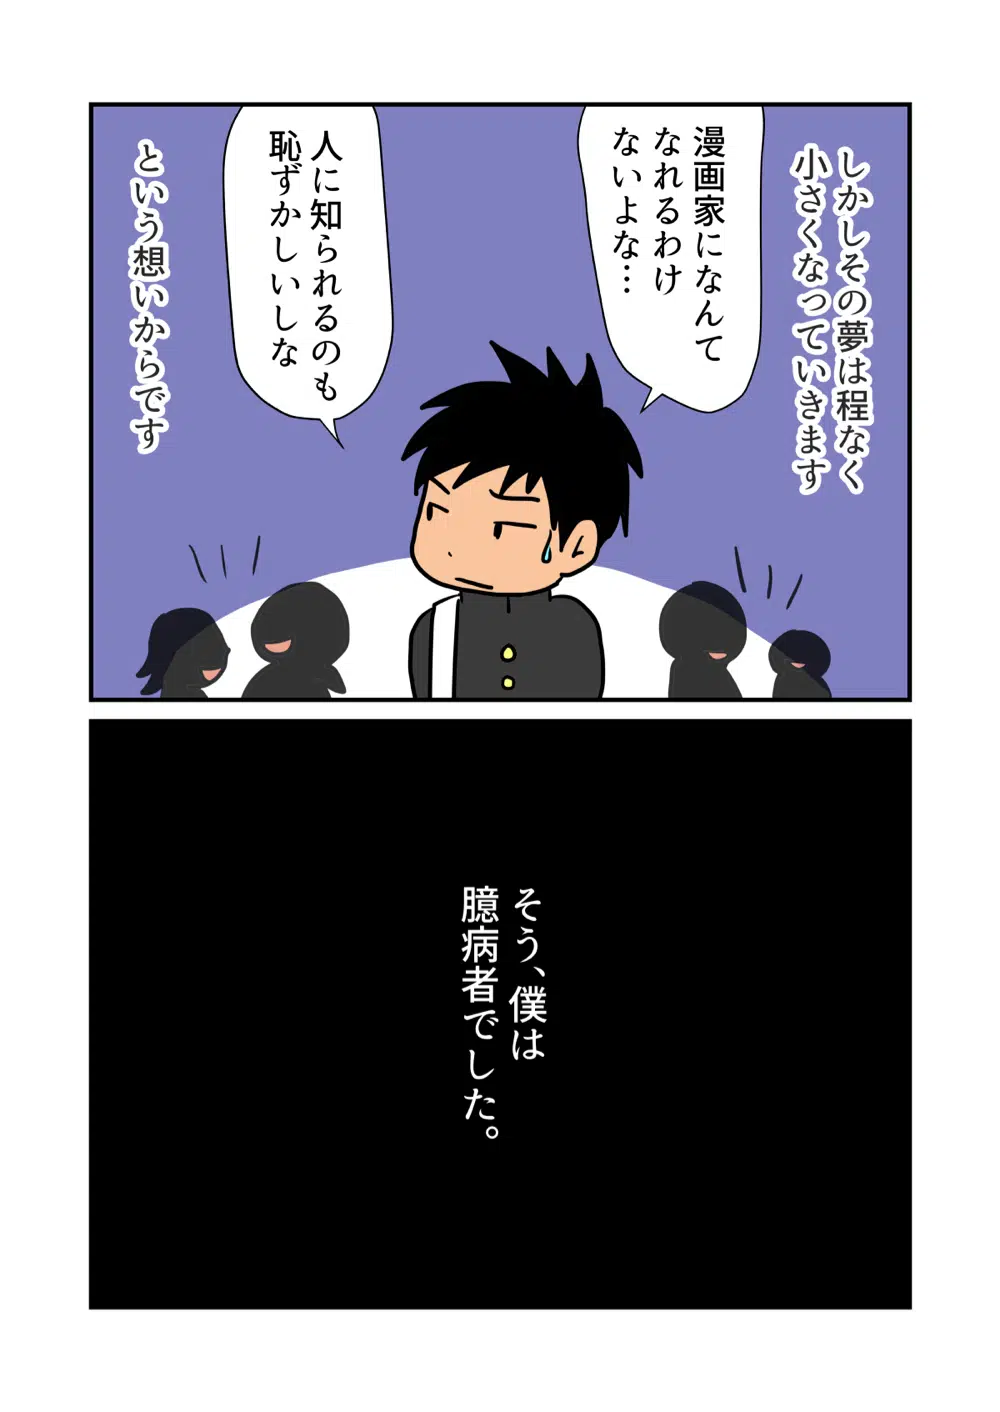 しかしその夢は程なく
小さくなっていきます
漫画家になんて
なれるわけ
ないよな…
人に知られるのも
恥ずかしいしな
という想いからです
そう、僕は
臆病者でした。